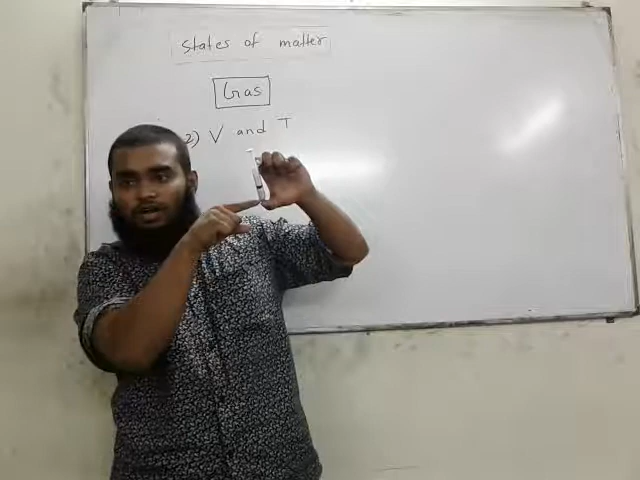 States of matter
Gas
2) V and T